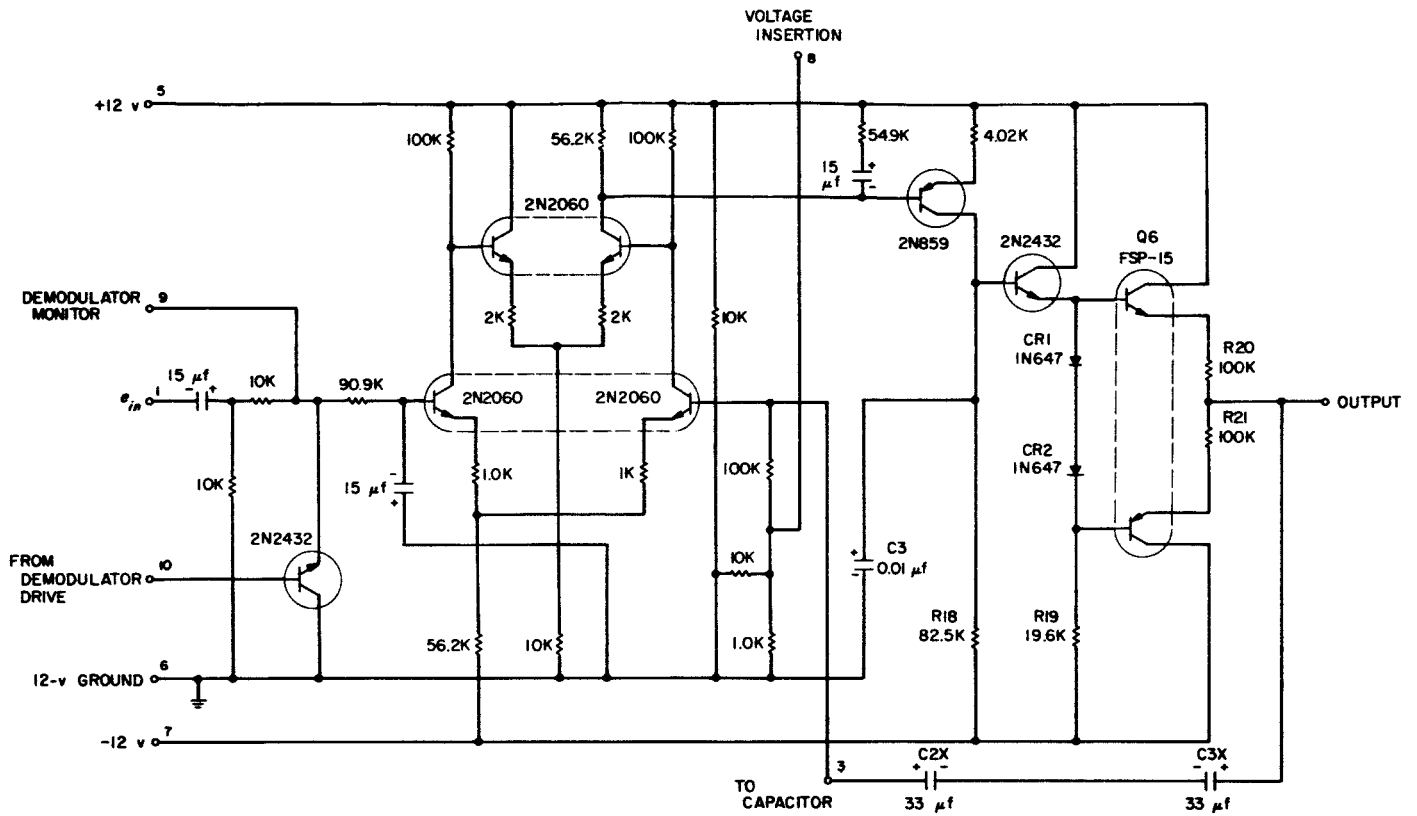 VOLTAGE
INSERTION
8
+12 v
5
100K
56.2K
100K
54.9K
4.02K
15
μf
+
-
2N2060
2N859
2N2432
Q6
FSP-15
DEMODULATOR
MONITOR
9
2K
2K
10K
CR1
1N647
R20
100K
e_in
1
15 μf
- +
10K
90.9K
2N2060
2N2060
OUTPUT
R21
100K
CR2
1N647
10K
15 μf
-
+
1.0K
1K
100K
2N2432
FROM
DEMODULATOR
DRIVE
10
10K
C3
0.01 μf
+
-
56.2K
10K
1.0K
R18
82.5K
R19
19.6K
12-v GROUND
6
-12 v
7
TO
CAPACITOR
3
C2X
+ -
33 μf
C3X
- +
33 μf